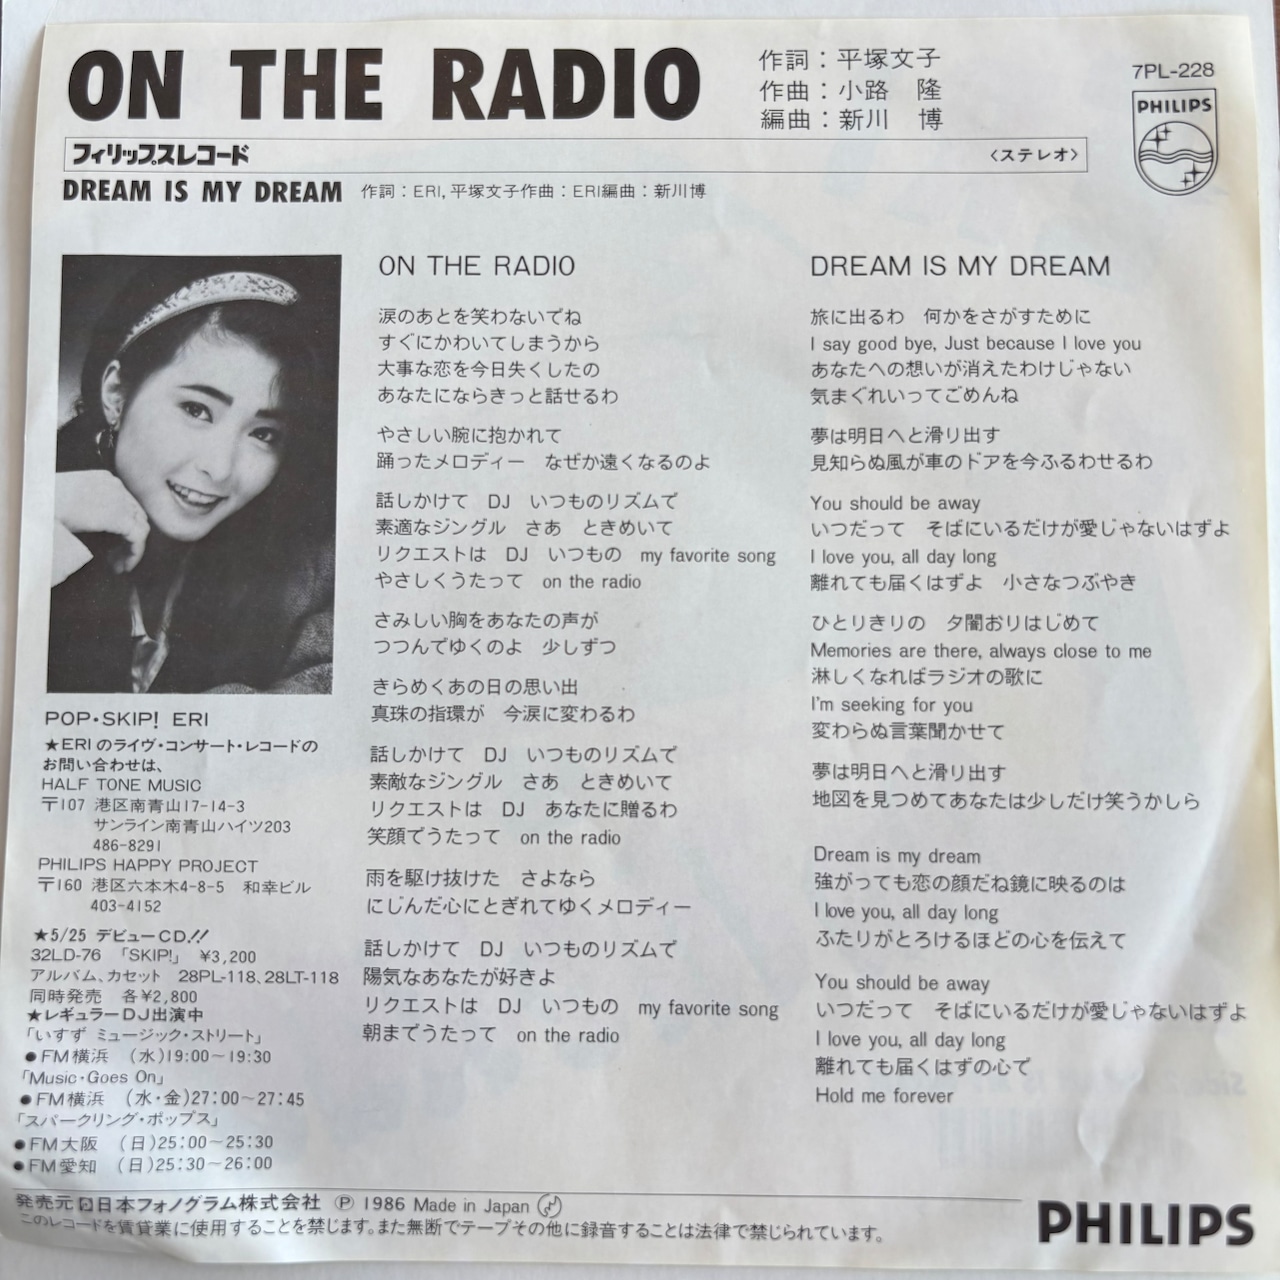 ON THE RADIO
作詞：平塚文子
作曲：小路　隆
編曲：新川　博
7PL-228
PHILIPS
フィリップスレコード
〈ステレオ〉
DREAM IS MY DREAM 作詞：ERI,平塚文子作曲：ERI編曲：新川博
ON THE RADIO
涙のあとを笑わないでね
すぐにかわいてしまうから
大事な恋を今日失くしたの
あなたにならきっと話せるわ
やさしい腕に抱かれて
踊ったメロディー　なぜか遠くなるのよ
話しかけて　DJ　いつものリズムで
素適なジングル　さあ　ときめいて
リクエストは　DJ　いつもの　my favorite song
やさしくうたって　on the radio
さみしい胸をあなたの声が
つつんでゆくのよ　少しずつ
きらめくあの日の思い出
真珠の指環が　今涙に変わるわ
話しかけて　DJ　いつものリズムで
素敵なジングル　さあ　ときめいて
リクエストは　DJ　あなたに贈るわ
笑顔でうたって　on the radio
雨を駆け抜けた　さよなら
にじんだ心にとぎれてゆくメロディー
話しかけて　DJ　いつものリズムで
陽気なあなたが好きよ
リクエストは　DJ　いつもの　my favorite song
朝までうたって　on the radio
DREAM IS MY DREAM
旅に出るわ　何かをさがすために
I say good bye, Just because I love you
あなたへの想いが消えたわけじゃない
気まぐれいってごめんね
夢は明日へと滑り出す
見知らぬ風が車のドアを今ふるわせるわ
You should be away
いつだって　そばにいるだけが愛じゃないはずよ
I love you, all day long
離れても届くはずよ　小さなつぶやき
ひとりきりの　夕闇おりはじめて
Memories are there, always close to me
淋しくなればラジオの歌に
I'm seeking for you
変わらぬ言葉聞かせて
夢は明日へと滑り出す
地図を見つめてあなたは少しだけ笑うかしら
Dream is my dream
強がっても恋の顔だね鏡に映るのは
I love you, all day long
ふたりがとろけるほどの心を伝えて
You should be away
いつだって　そばにいるだけが愛じゃないはずよ
I love you, all day long
離れても届くはずの心で
Hold me forever
POP・SKIP! ERI
★ERIのライヴ・コンサート・レコードの
お問い合わせは、
HALF TONE MUSIC
〒107 港区南青山17-14-3
サンライン南青山ハイツ203
486-8291
PHILIPS HAPPY PROJECT
〒160 港区六本木4-8-5　和幸ビル
403-4152
★5/25 デビューCD!!
32LD-76 「SKIP!」 ¥3,200
アルバム、カセット　28PL-118、28LT-118
同時発売　各¥2,800
★レギュラーDJ出演中
「いすゞ ミュージック・ストリート」
●FM横浜　(水)19:00〜19:30
「Music・Goes On」
●FM横浜　(水・金)27:00〜27:45
「スパークリング・ポップス」
●FM大阪　(日)25:00〜25:30
●FM愛知　(日)25:30〜26:00
発売元 日本フォノグラム株式会社 Ⓟ 1986 Made in Japan
このレコードを賃貸業に使用することを禁じます。また無断でテープその他に録音することは法律で禁じられています。
PHILIPS